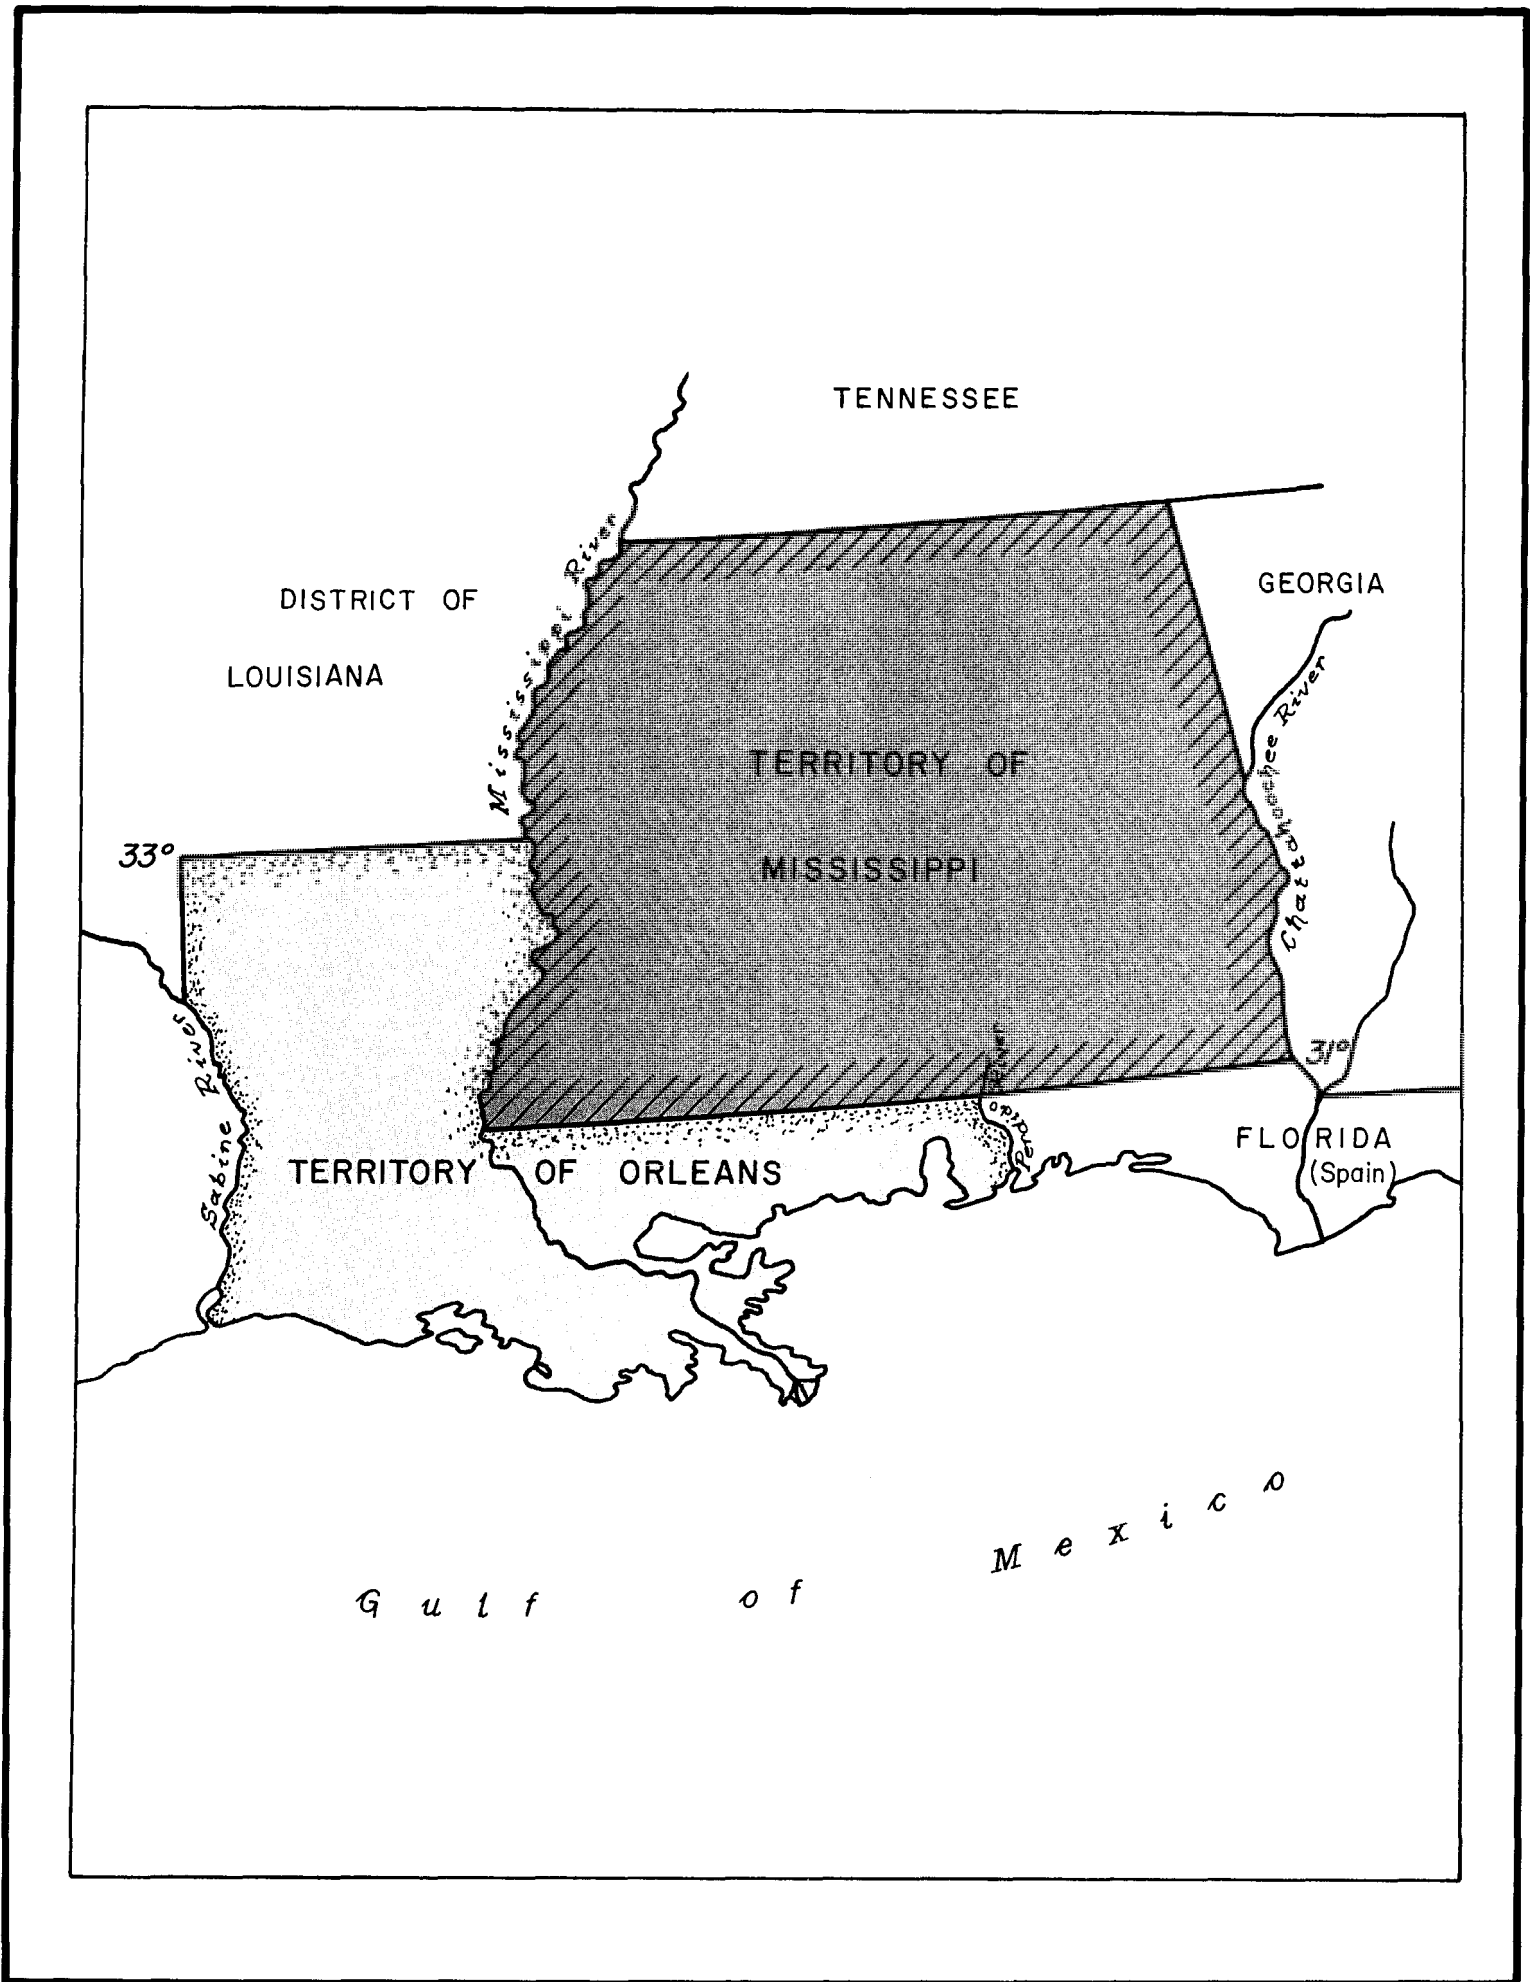 TENNESSEE
DISTRICT OF
LOUISIANA
Mississippi River
GEORGIA
Chattahoochee River
TERRITORY OF
MISSISSIPPI
33°
31°
Sabine River
Perdido River
TERRITORY OF ORLEANS
FLORIDA
(Spain)
Gulf of Mexico